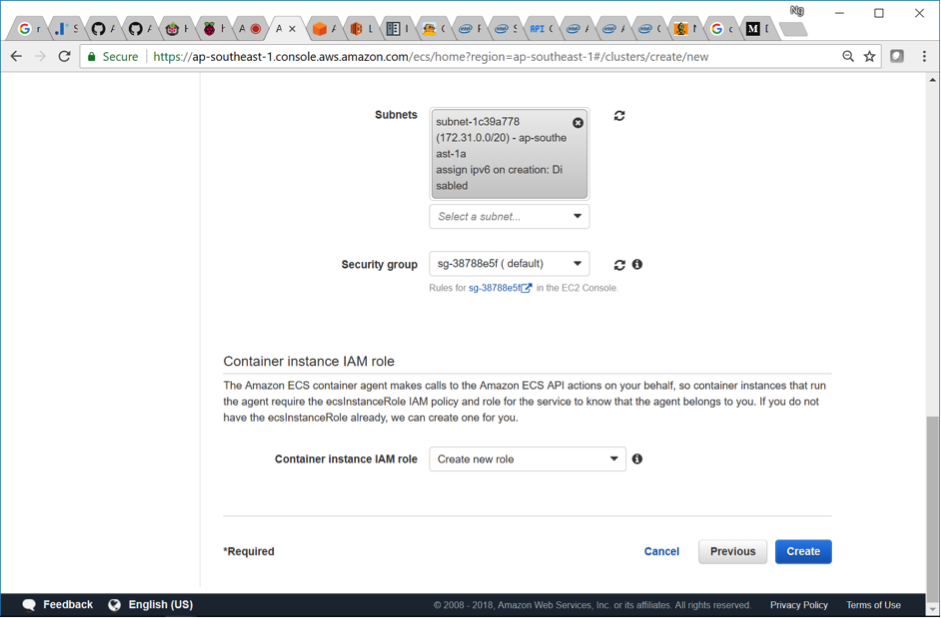 Ng
Secure
https://ap-southeast-1.console.aws.amazon.com/ecs/home?region=ap-southeast-1#/clusters/create/new
Subnets
subnet-1c39a778
(172.31.0.0/20) - ap-southe
ast-1a
assign ipv6 on creation: Di
sabled
Select a subnet...
Security group
sg-38788e5f ( default)
Rules for sg-38788e5f in the EC2 Console.
Container instance IAM role
The Amazon ECS container agent makes calls to the Amazon ECS API actions on your behalf, so container instances that run
the agent require the ecsInstanceRole IAM policy and role for the service to know that the agent belongs to you. If you do not
have the ecsInstanceRole already, we can create one for you.
Container instance IAM role
Create new role
*Required
Cancel
Previous
Create
Feedback
English (US)
© 2008 - 2018, Amazon Web Services, Inc. or its affiliates. All rights reserved.
Privacy Policy
Terms of Use